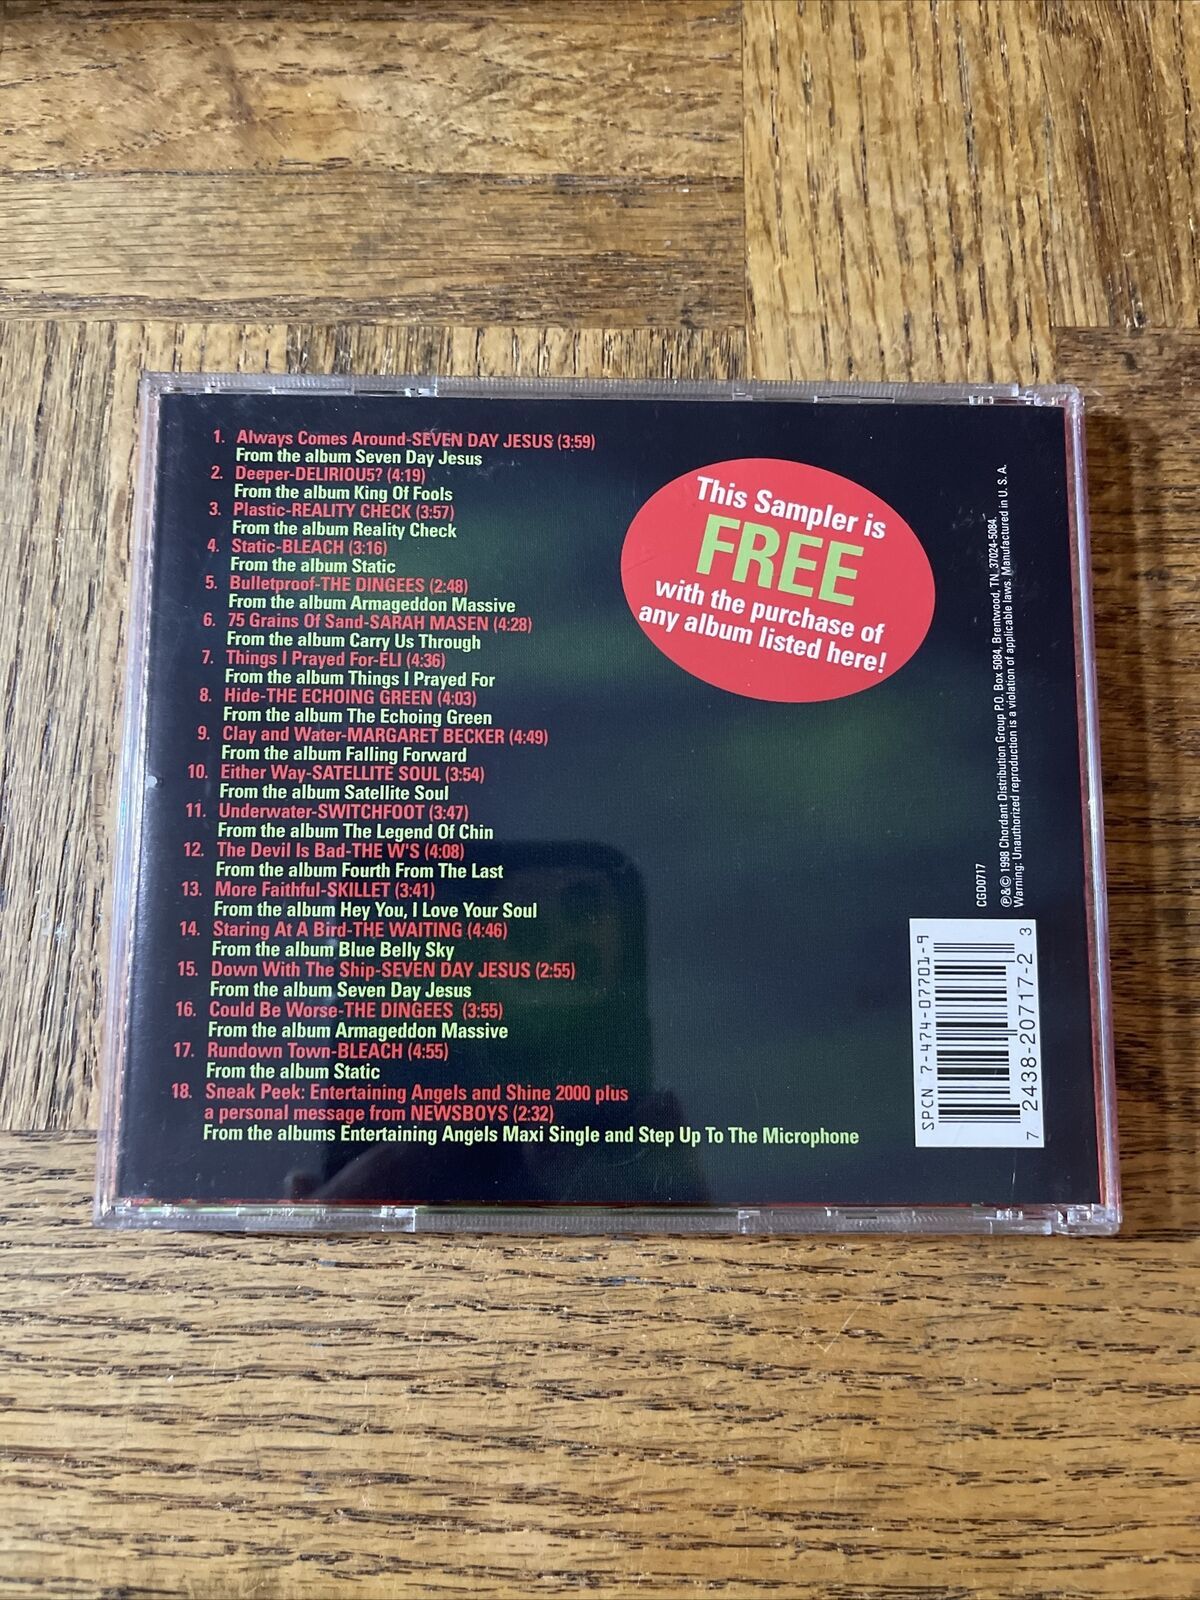 1. Always Comes Around-SEVEN DAY JESUS (3:59)
From the album Seven Day Jesus
2. Deeper-DELIRIOU5? (4:19)
From the album King Of Fools
3. Plastic-REALITY CHECK (3:57)
From the album Reality Check
4. Static-BLEACH (3:16)
From the album Static
5. Bulletproof-THE DINGEES (2:48)
From the album Armageddon Massive
6. 75 Grains Of Sand-SARAH MASEN (4:28)
From the album Carry Us Through
7. Things I Prayed For-ELI (4:36)
From the album Things I Prayed For
8. Hide-THE ECHOING GREEN (4:03)
From the album The Echoing Green
9. Clay and Water-MARGARET BECKER (4:49)
From the album Falling Forward
10. Either Way-SATELLITE SOUL (3:54)
From the album Satellite Soul
11. Underwater-SWITCHFOOT (3:47)
From the album The Legend Of Chin
12. The Devil Is Bad-THE W'S (4:08)
From the album Fourth From The Last
13. More Faithful-SKILLET (3:41)
From the album Hey You, I Love Your Soul
14. Staring At A Bird-THE WAITING (4:46)
From the album Blue Belly Sky
15. Down With The Ship-SEVEN DAY JESUS (2:55)
From the album Seven Day Jesus
16. Could Be Worse-THE DINGEES (3:55)
From the album Armageddon Massive
17. Rundown Town-BLEACH (4:55)
From the album Static
18. Sneak Peek: Entertaining Angels and Shine 2000 plus
a personal message from NEWSBOYS (2:32)
From the albums Entertaining Angels Maxi Single and Step Up To The Microphone
This Sampler is
FREE
with the purchase of
any album listed here!
CGD0717
℗&© 1998 Chordant Distribution Group P.O. Box 5084, Brentwood, TN. 37024-5084.
Warning: Unauthorized reproduction is a violation of applicable laws. Manufactured in U. S. A.
SPCN 7-474-07701-9
7 2438-20717-2 3